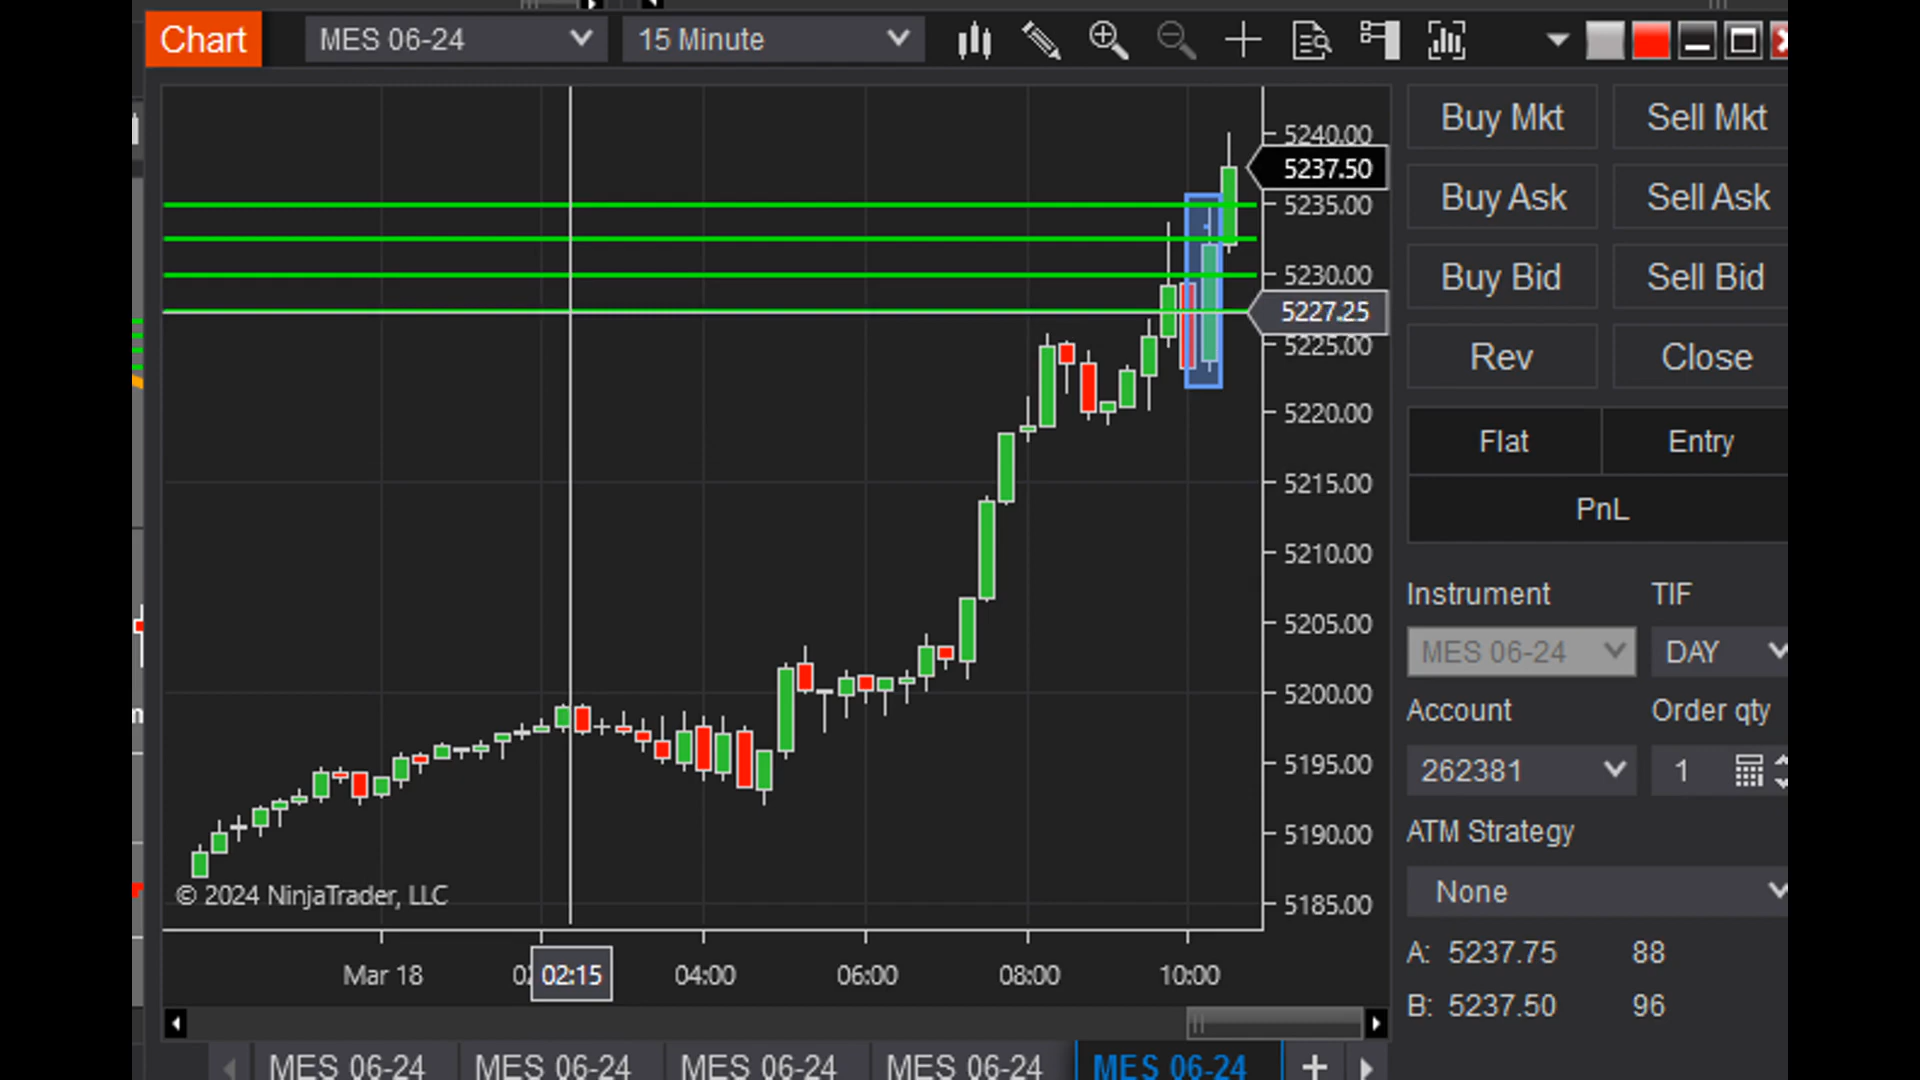 Chart MES 06-24 15 Minute
5240.00
5237.50
5235.00
5230.00
5227.25
5225.00
5220.00
5215.00
5210.00
5205.00
5200.00
5195.00
5190.00
5185.00
© 2024 NinjaTrader, LLC
Mar 18 02:15 04:00 06:00 08:00 10:00
Buy Mkt Sell Mkt
Buy Ask Sell Ask
Buy Bid Sell Bid
Rev Close
Flat Entry
PnL
Instrument TIF
MES 06-24 DAY
Account Order qty
262381 1
ATM Strategy
None
A: 5237.75 88
B: 5237.50 96
MES 06-24 MES 06-24 MES 06-24 MES 06-24 MES 06-24